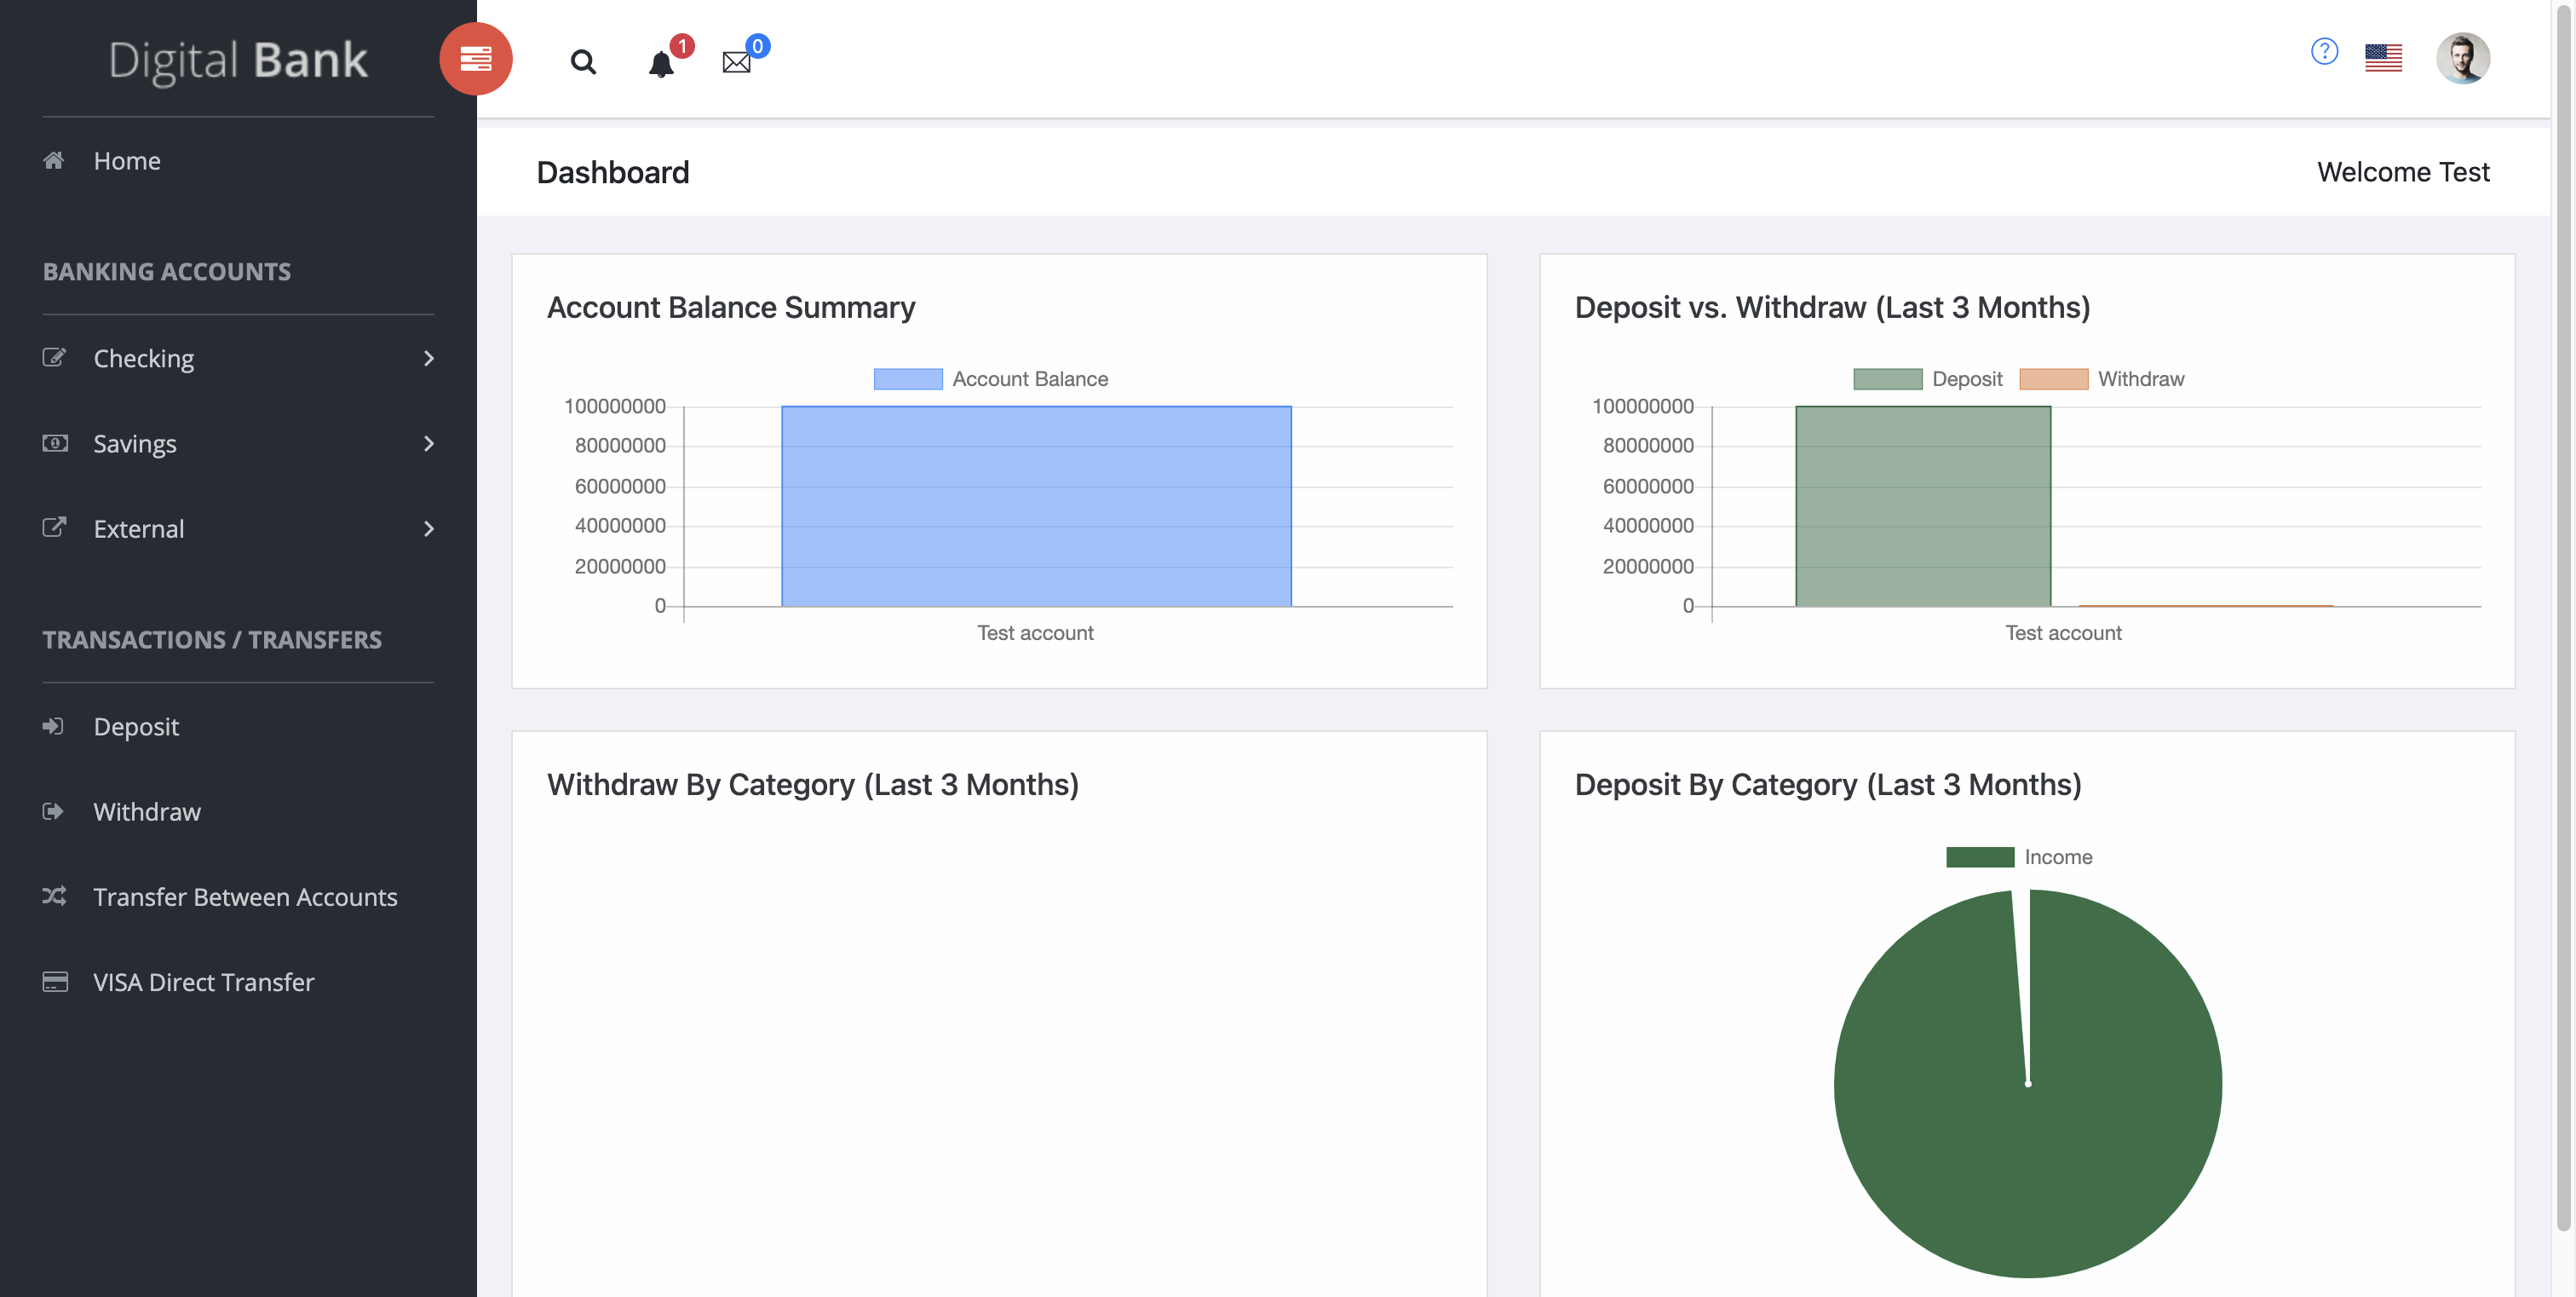 Digital Bank
1
0
?
Home
Dashboard
Welcome Test
BANKING ACCOUNTS
Checking
Savings
External
TRANSACTIONS / TRANSFERS
Deposit
Withdraw
Transfer Between Accounts
VISA Direct Transfer
Account Balance Summary
Account Balance
100000000
80000000
60000000
40000000
20000000
0
Test account
Deposit vs. Withdraw (Last 3 Months)
Deposit Withdraw
100000000
80000000
60000000
40000000
20000000
0
Test account
Withdraw By Category (Last 3 Months)
Deposit By Category (Last 3 Months)
Income